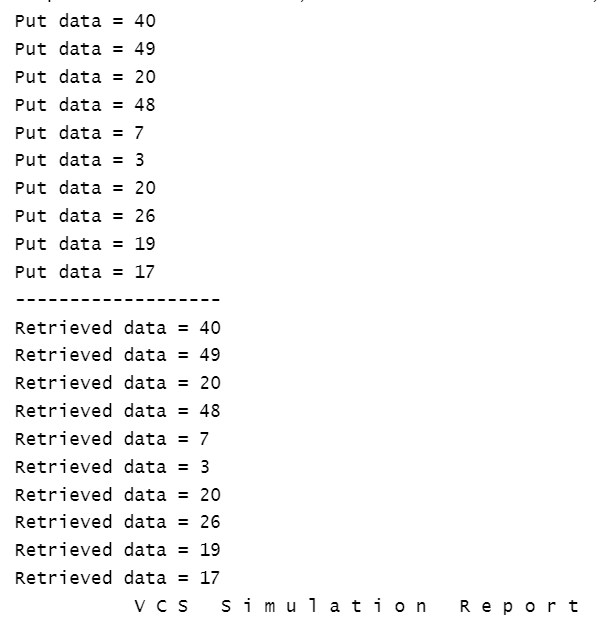 Put data = 40
Put data = 49
Put data = 20
Put data = 48
Put data = 7
Put data = 3
Put data = 20
Put data = 26
Put data = 19
Put data = 17
-------------------
Retrieved data = 40
Retrieved data = 49
Retrieved data = 20
Retrieved data = 48
Retrieved data = 7
Retrieved data = 3
Retrieved data = 20
Retrieved data = 26
Retrieved data = 19
Retrieved data = 17
V C S   S i m u l a t i o n   R e p o r t